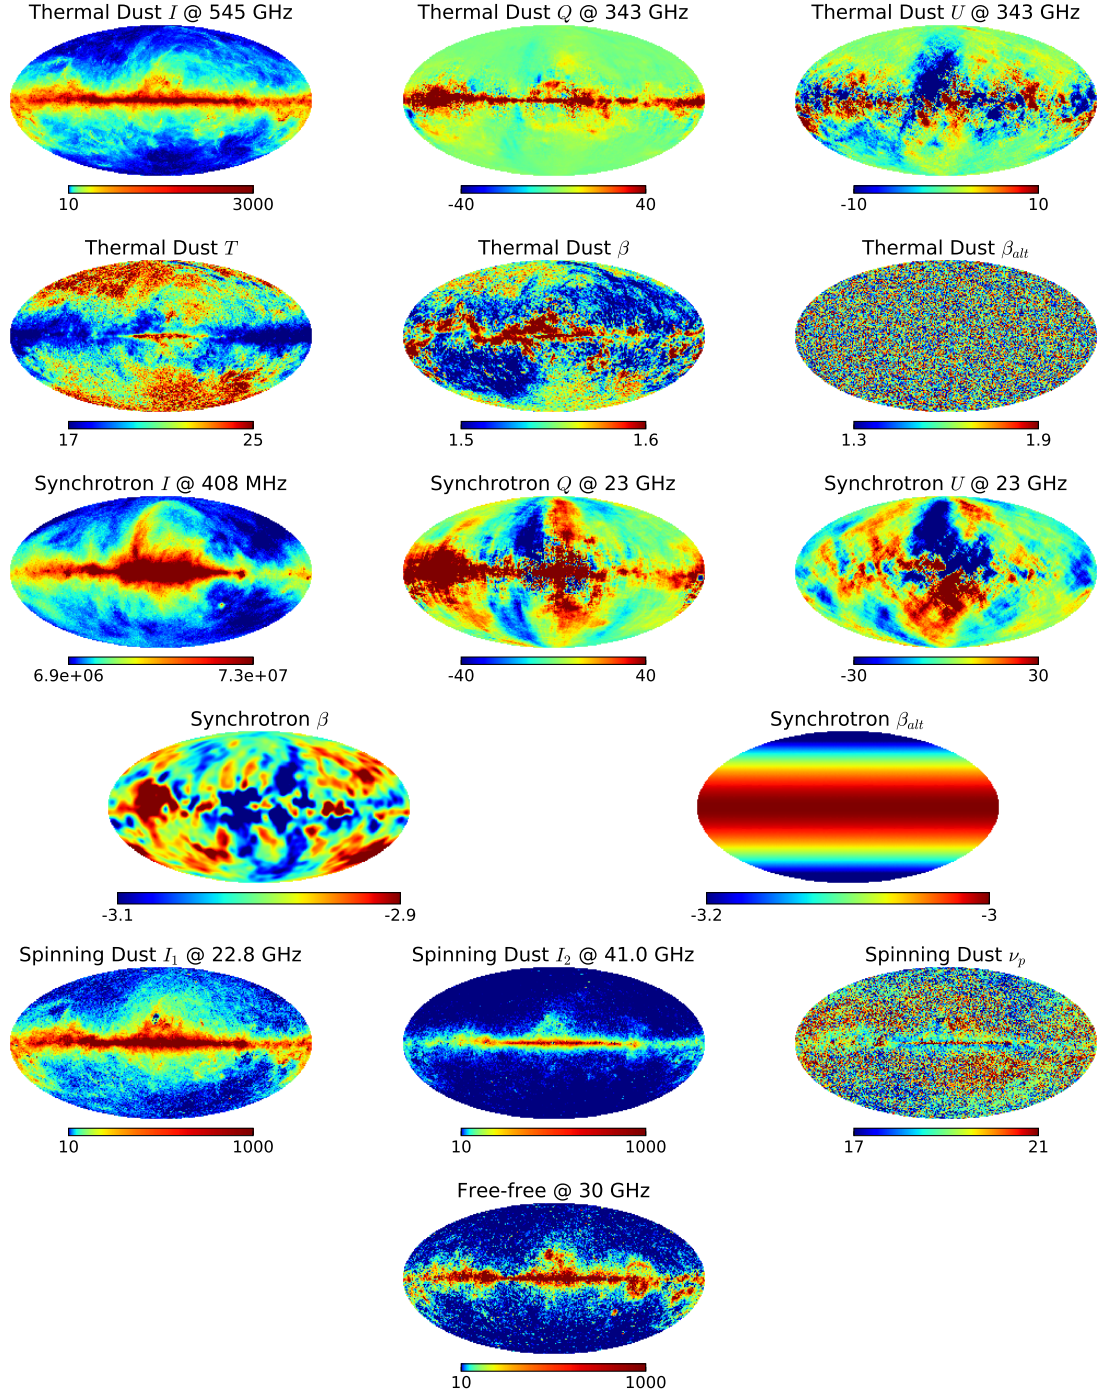 Thermal Dust I @ 545 GHz
Thermal Dust Q @ 343 GHz
Thermal Dust U @ 343 GHz
10 3000
-40 40
-10 10
Thermal Dust T
Thermal Dust β
Thermal Dust β_alt
17 25
1.5 1.6
1.3 1.9
Synchrotron I @ 408 MHz
Synchrotron Q @ 23 GHz
Synchrotron U @ 23 GHz
6.9e+06 7.3e+07
-40 40
-30 30
Synchrotron β
Synchrotron β_alt
-3.1 -2.9
-3.2 -3
Spinning Dust I_1 @ 22.8 GHz
Spinning Dust I_2 @ 41.0 GHz
Spinning Dust ν_p
10 1000
10 1000
17 21
Free-free @ 30 GHz
10 1000